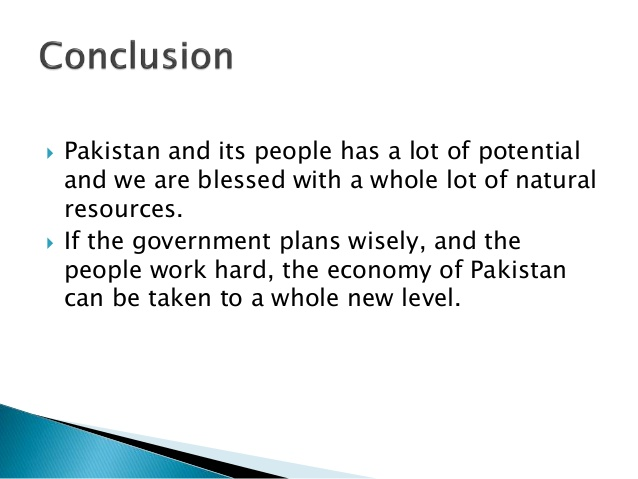 Conclusion
Pakistan and its people has a lot of potential
and we are blessed with a whole lot of natural
resources.
If the government plans wisely, and the
people work hard, the economy of Pakistan
can be taken to a whole new level.